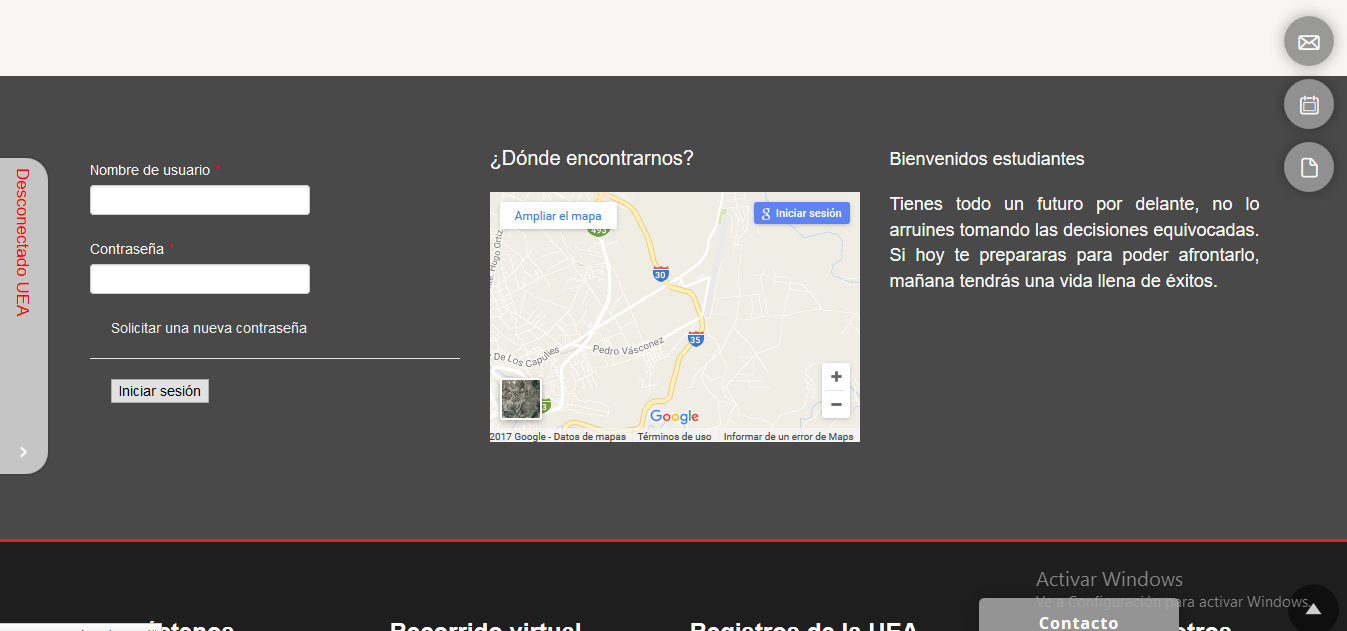 Desconectado UEA
Nombre de usuario *
Contraseña *
Solicitar una nueva contraseña
Iniciar sesión
¿Dónde encontrarnos?
Ampliar el mapa
Iniciar sesión
Hugo Ortiz
493
30
35
Pedro Vásconez
De Los Capulíes
3
Google
2017 Google - Datos de mapas
Términos de uso
Informar de un error de Maps
Bienvenidos estudiantes
Tienes todo un futuro por delante, no lo
arruines tomando las decisiones equivocadas.
Si hoy te prepararas para poder afrontarlo,
mañana tendrás una vida llena de éxitos.
Activar Windows
Ve a Configuración para activar Windows.
Recorrido virtual
Registros de la UEA
Contacto